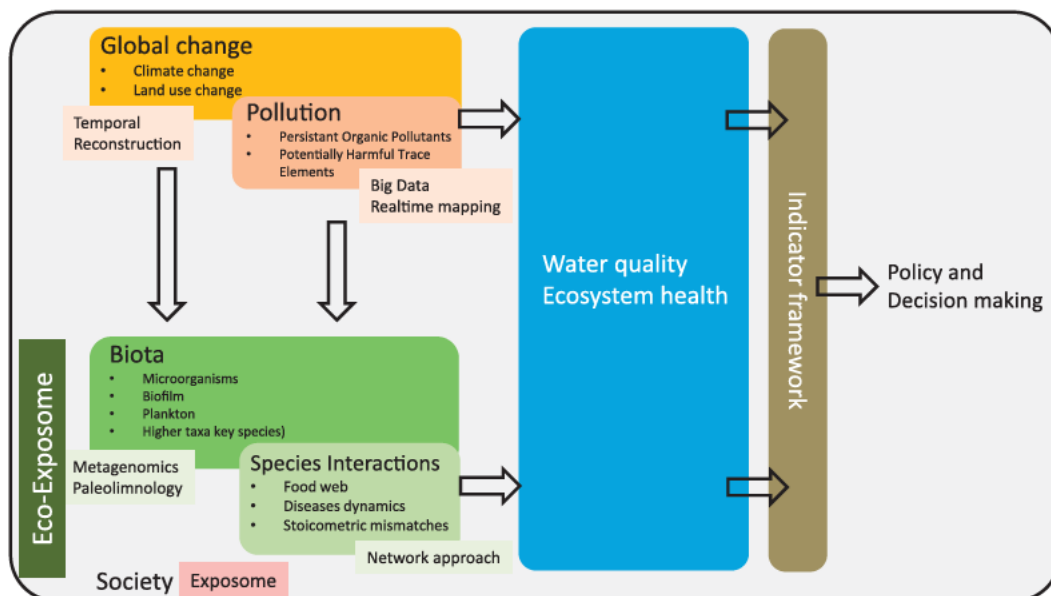 Global change
• Climate change
• Land use change
Temporal
Reconstruction
Pollution
• Persistant Organic Pollutants
• Potentially Harmful Trace
Elements
Big Data
Realtime mapping
Water quality
Ecosystem health
Indicator framework
Policy and
Decision making
Eco-Exposome
Biota
• Microorganisms
• Biofilm
• Plankton
• Higher taxa key species)
Metagenomics
Paleolimnology
Species Interactions
• Food web
• Diseases dynamics
• Stoicometric mismatches
Network approach
Society
Exposome